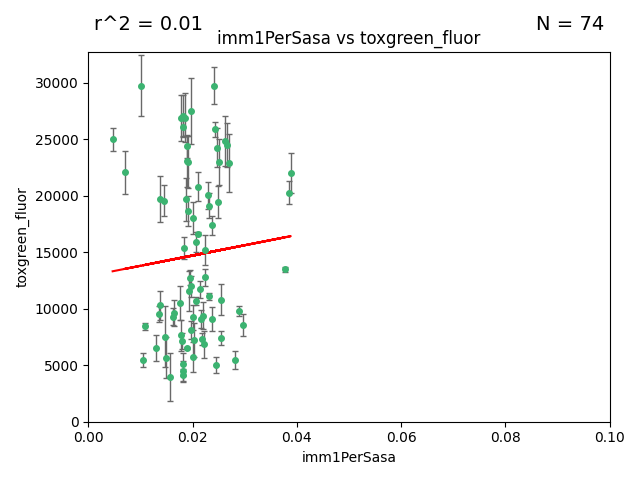 r^2 = 0.01
N = 74
imm1PerSasa vs toxgreen_fluor
30000
25000
20000
15000
10000
5000
0
toxgreen_fluor
0.00 0.02 0.04 0.06 0.08 0.10
imm1PerSasa